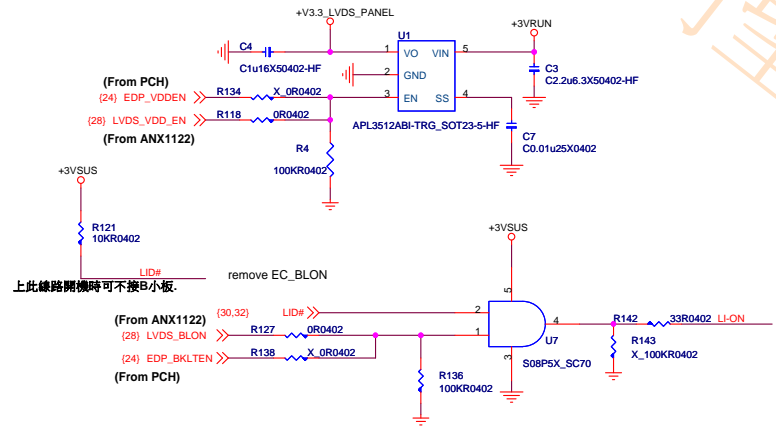 +V3.3_LVDS_PANEL
+3VRUN
C4
U1
C1u16X50402-HF
1 VO VIN 5
2 GND
3 EN SS 4
C3
C2.2u6.3X50402-HF
(From PCH)
{24} EDP_VDDEN R134 X_0R0402
{28} LVDS_VDD_EN R118 0R0402
(From ANX1122)
APL3512ABI-TRG_SOT23-5-HF
C7
C0.01u25X0402
R4
100KR0402
+3VSUS
R121
10KR0402
LID#
上此線路開機時可不接B小板.
remove EC_BLON
+3VSUS
5
{30,32} LID# 2
(From ANX1122)
{28} LVDS_BLON R127 0R0402 1
4 R142 33R0402 LI-ON
U7
{24} EDP_BKLTEN R138 X_0R0402
(From PCH)
3
S08P5X_SC70
R143
X_100KR0402
R136
100KR0402